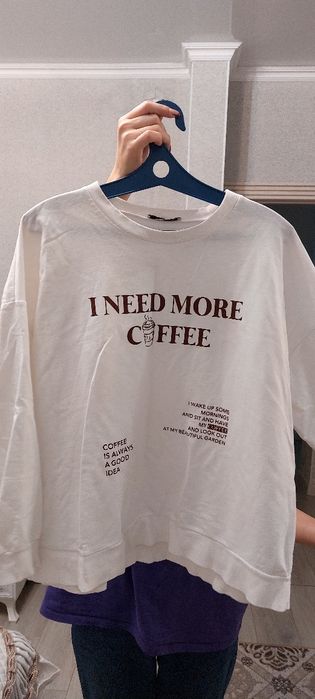 I NEED MORE
COFFEE
I WAKE UP SOME
MORNINGS
AND SIT AND HAVE
MY COFFEE
AND LOOK OUT
AT MY BEAUTIFUL GARDEN
COFFEE
IS ALWAYS
A GOOD
IDEA